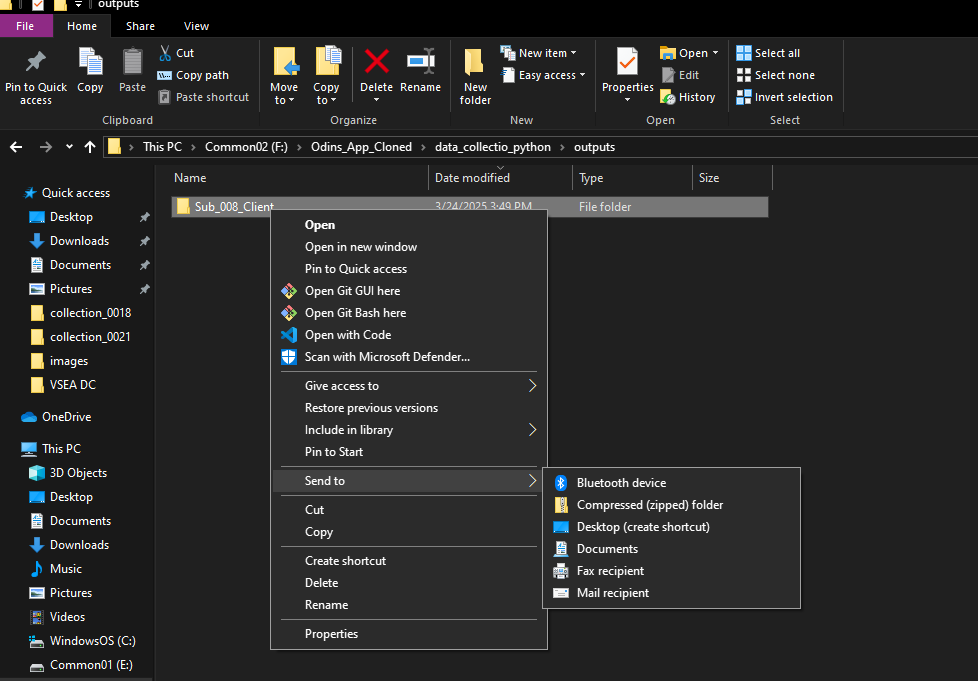 outputs
File Home Share View
Pin to Quick access
Copy
Paste
Cut
Copy path
Paste shortcut
Clipboard
Move to
Copy to
Delete
Rename
Organize
New folder
New item
Easy access
New
Properties
Open
Edit
History
Open
Select all
Select none
Invert selection
Select
This PC > Common02 (F:) > Odins_App_Cloned > data_collectio_python > outputs
Quick access
Desktop
Downloads
Documents
Pictures
collection_0018
collection_0021
images
VSEA DC
OneDrive
This PC
3D Objects
Desktop
Documents
Downloads
Music
Pictures
Videos
WindowsOS (C:)
Common01 (E:)
Name Date modified Type Size
Sub_008_Client 3/24/2025 3:49 PM File folder
Open
Open in new window
Pin to Quick access
Open Git GUI here
Open Git Bash here
Open with Code
Scan with Microsoft Defender...
Give access to
Restore previous versions
Include in library
Pin to Start
Send to
Cut
Copy
Create shortcut
Delete
Rename
Properties
Bluetooth device
Compressed (zipped) folder
Desktop (create shortcut)
Documents
Fax recipient
Mail recipient